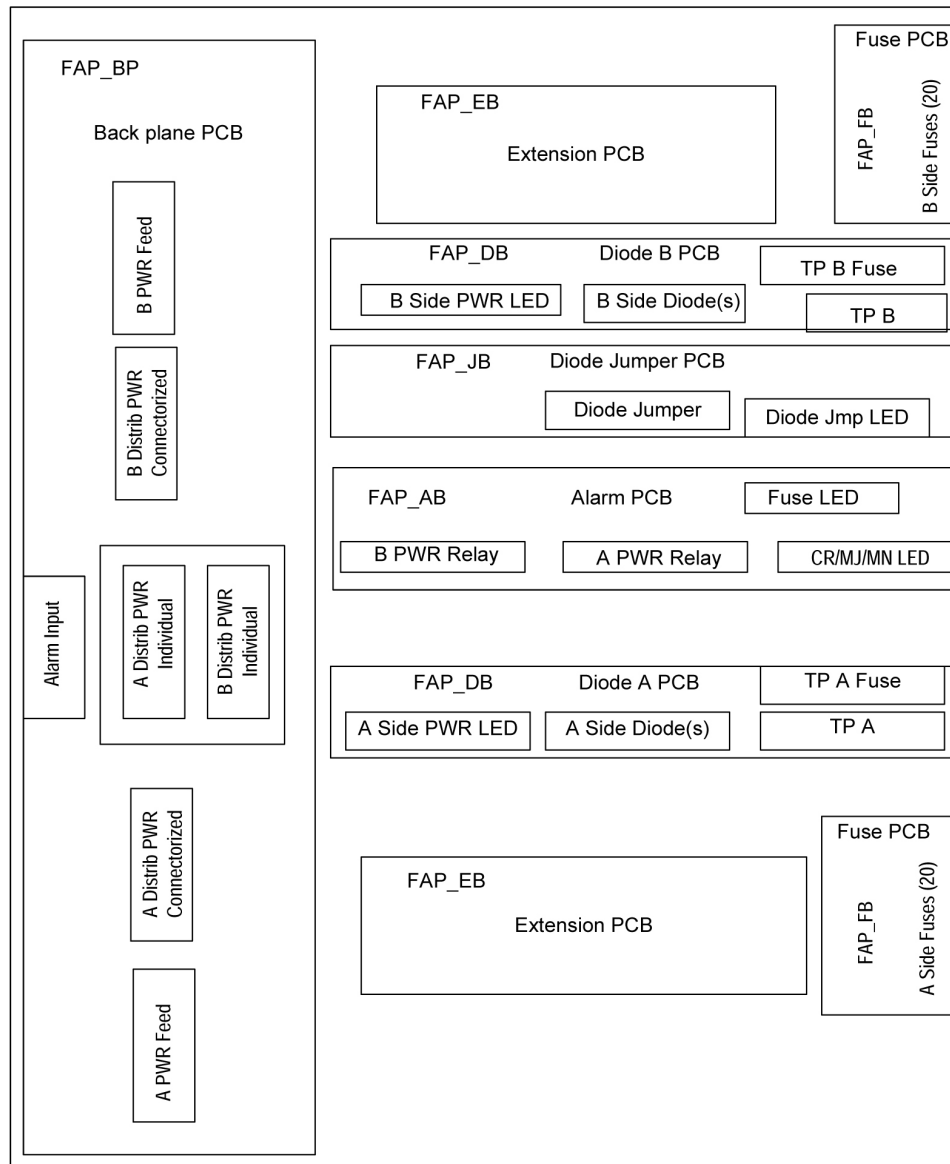 FAP_BP
Back plane PCB
B PWR Feed
B Distrib PWR
Connectorized
Alarm Input
A Distrib PWR
Individual
B Distrib PWR
Individual
A Distrib PWR
Connectorized
A PWR Feed
FAP_EB
Extension PCB
Fuse PCB
FAP_FB
B Side Fuses (20)
FAP_DB
Diode B PCB
TP B Fuse
B Side PWR LED
B Side Diode(s)
TP B
FAP_JB
Diode Jumper PCB
Diode Jumper
Diode Jmp LED
FAP_AB
Alarm PCB
Fuse LED
B PWR Relay
A PWR Relay
CR/MJ/MN LED
FAP_DB
Diode A PCB
TP A Fuse
A Side PWR LED
A Side Diode(s)
TP A
FAP_EB
Extension PCB
Fuse PCB
FAP_FB
A Side Fuses (20)